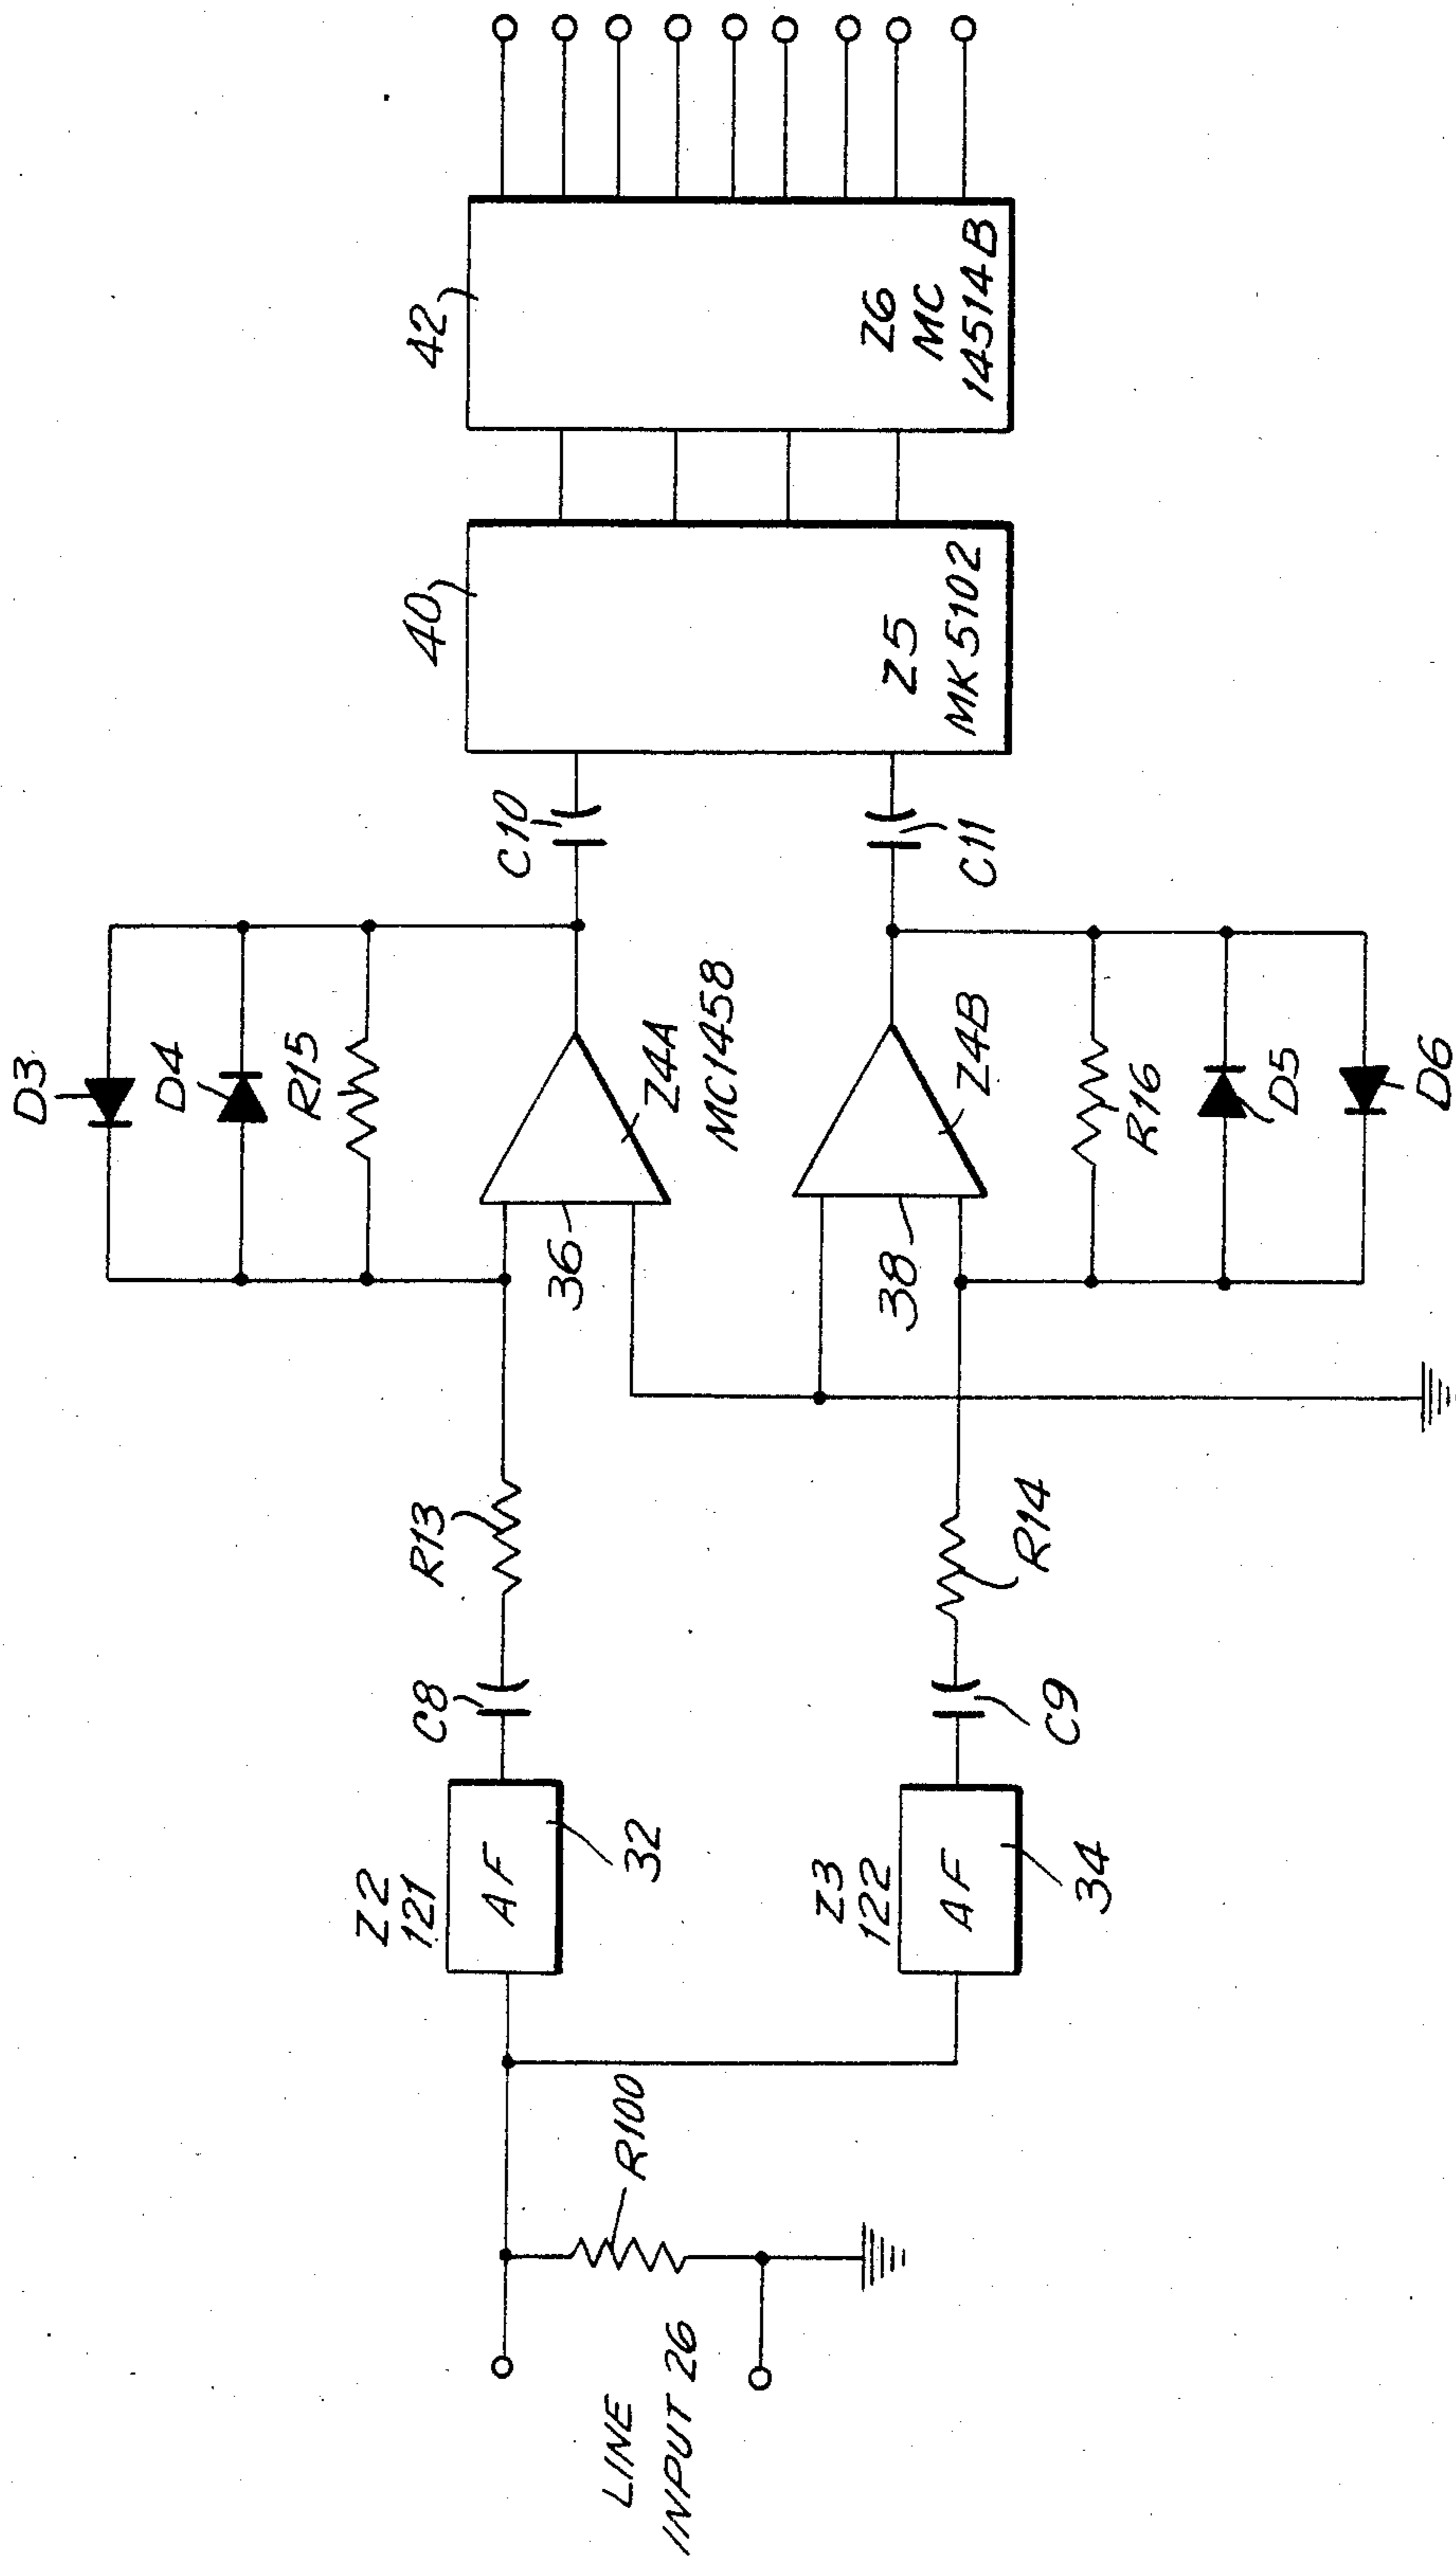 LINE
INPUT 26
R100
Z2
121
AF
32
Z3
122
AF
34
C8
R13
C9
R14
D3
D4
R15
36
Z4A
MC1458
38
Z4B
R16
D5
D6
C10
C11
40
Z5
MK5102
42
Z6
MC
14514B